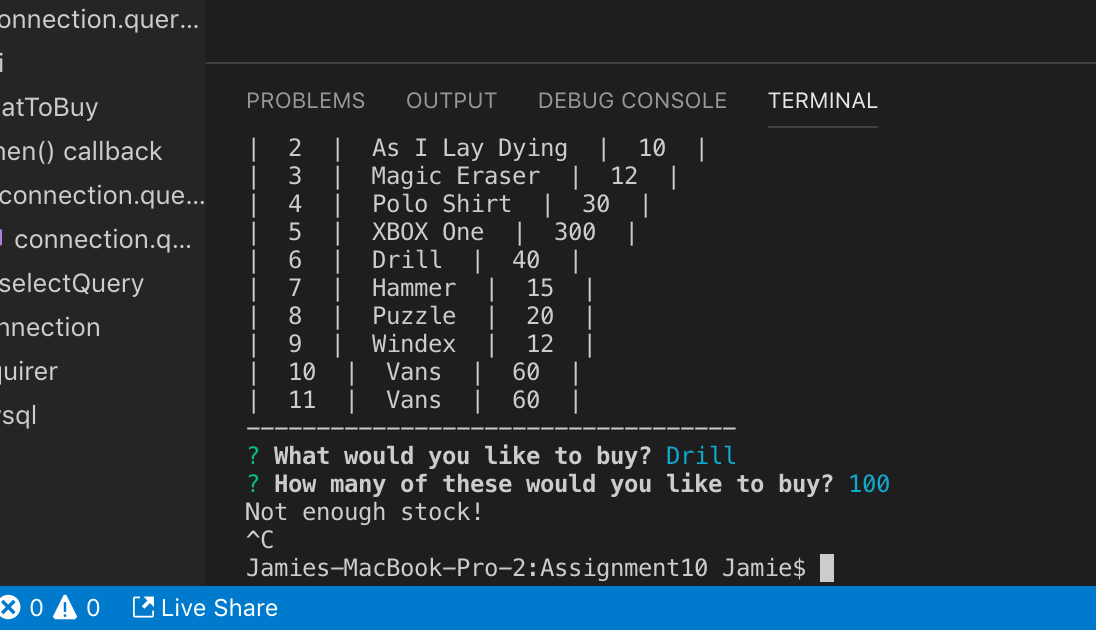 onnection.quer...
i
atToBuy
hen() callback
connection.que...
connection.q...
selectQuery
nnection
quirer
sql
PROBLEMS OUTPUT DEBUG CONSOLE TERMINAL
| 2 | As I Lay Dying | 10 |
| 3 | Magic Eraser | 12 |
| 4 | Polo Shirt | 30 |
| 5 | XBOX One | 300 |
| 6 | Drill | 40 |
| 7 | Hammer | 15 |
| 8 | Puzzle | 20 |
| 9 | Windex | 12 |
| 10 | Vans | 60 |
| 11 | Vans | 60 |
-----------------------------------
? What would you like to buy? Drill
? How many of these would you like to buy? 100
Not enough stock!
^C
Jamies-MacBook-Pro-2:Assignment10 Jamie$
0 0 Live Share